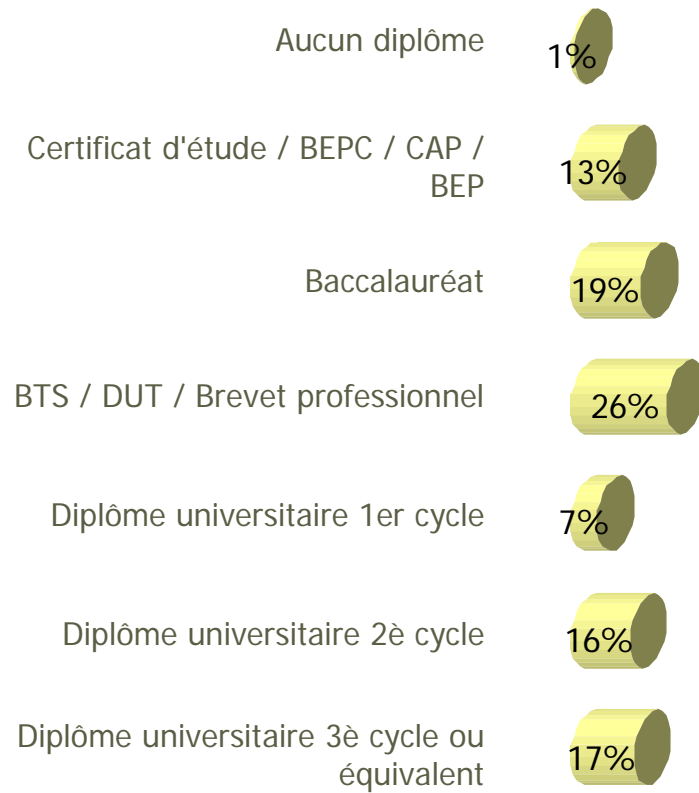 Aucun diplôme
1%
Certificat d'étude / BEPC / CAP /
BEP
13%
Baccalauréat
19%
BTS / DUT / Brevet professionnel
26%
Diplôme universitaire 1er cycle
7%
Diplôme universitaire 2è cycle
16%
Diplôme universitaire 3è cycle ou
équivalent
17%